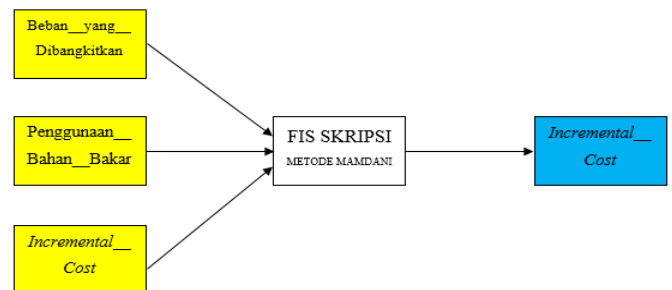 Beban__yang__
Dibangkitkan
Penggunaan__
Bahan__Bakar
Incremental__
Cost
FIS SKRIPSI
METODE MAMDANI
Incremental__
Cost